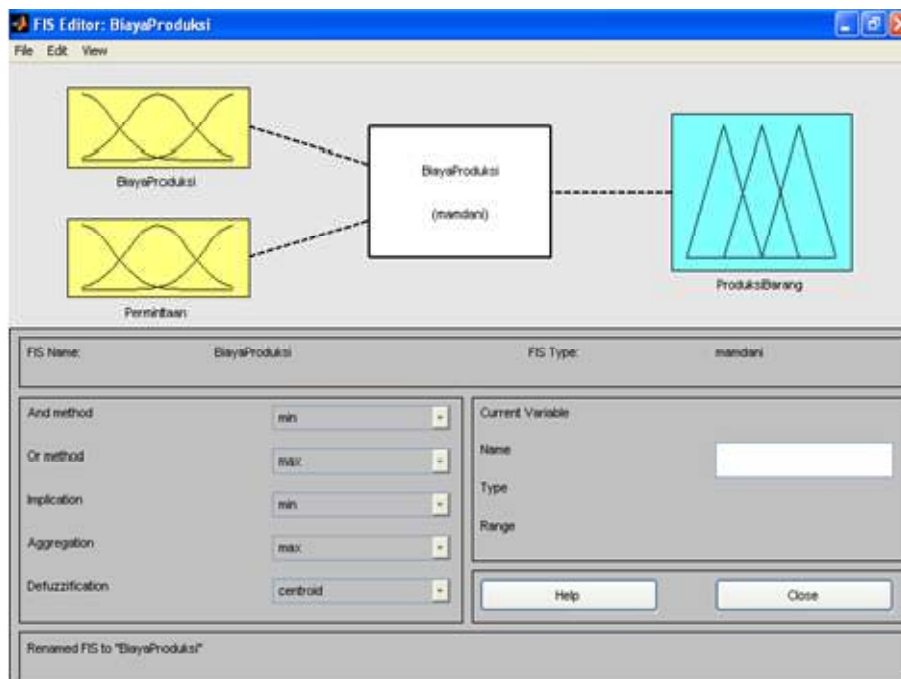 FIS Editor: BiayaProduksi
File Edit View
BiayaProduksi
Permintaan
BiayaProduksi
(mamdani)
ProduksiBarang
FIS Name: BiayaProduksi FIS Type: mamdani
And method min
Or method max
Implication min
Aggregation max
Defuzzification centroid
Current Variable
Name
Type
Range
Help Close
Renamed FIS to "BiayaProduksi"